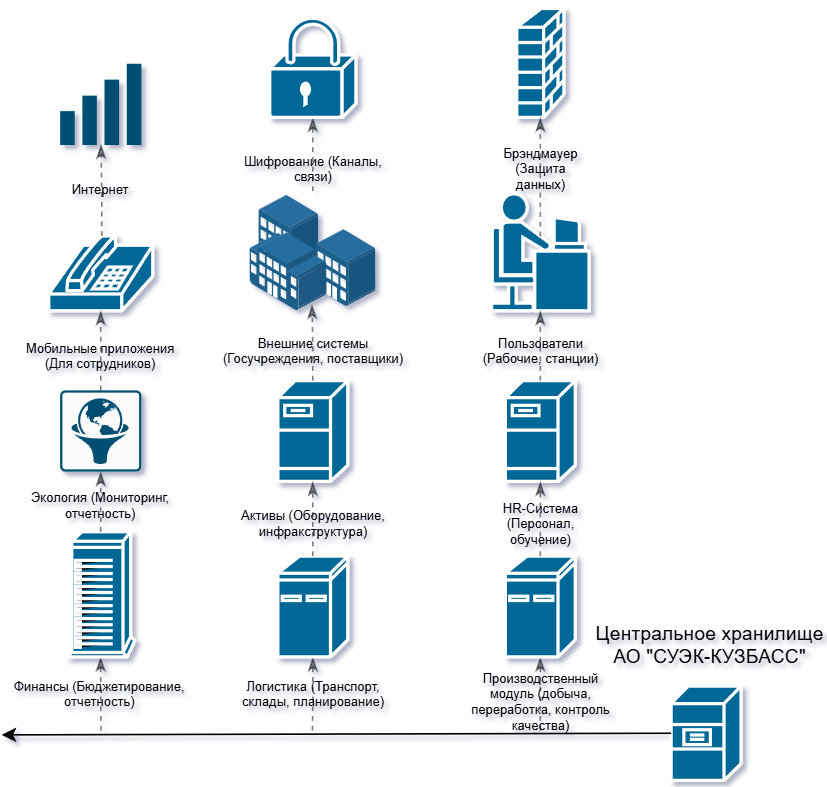 Шифрование (Каналы,
связи)
Брэндмауер
(Защита
данных)
Интернет
Мобильные приложения
(Для сотрудников)
Внешние системы
(Госучреждения, поставщики)
Пользователи
(Рабочие, станции)
Экология (Мониторинг,
отчетность)
Активы (Оборудование,
инфраструктура)
HR-Система
(Персонал,
обучение)
Финансы (Бюджетирование,
отчетность)
Логистика (Транспорт,
склады, планирование)
Производственный
модуль (добыча,
переработка, контроль
качества)
Центральное хранилище
АО "СУЭК-КУЗБАСС"